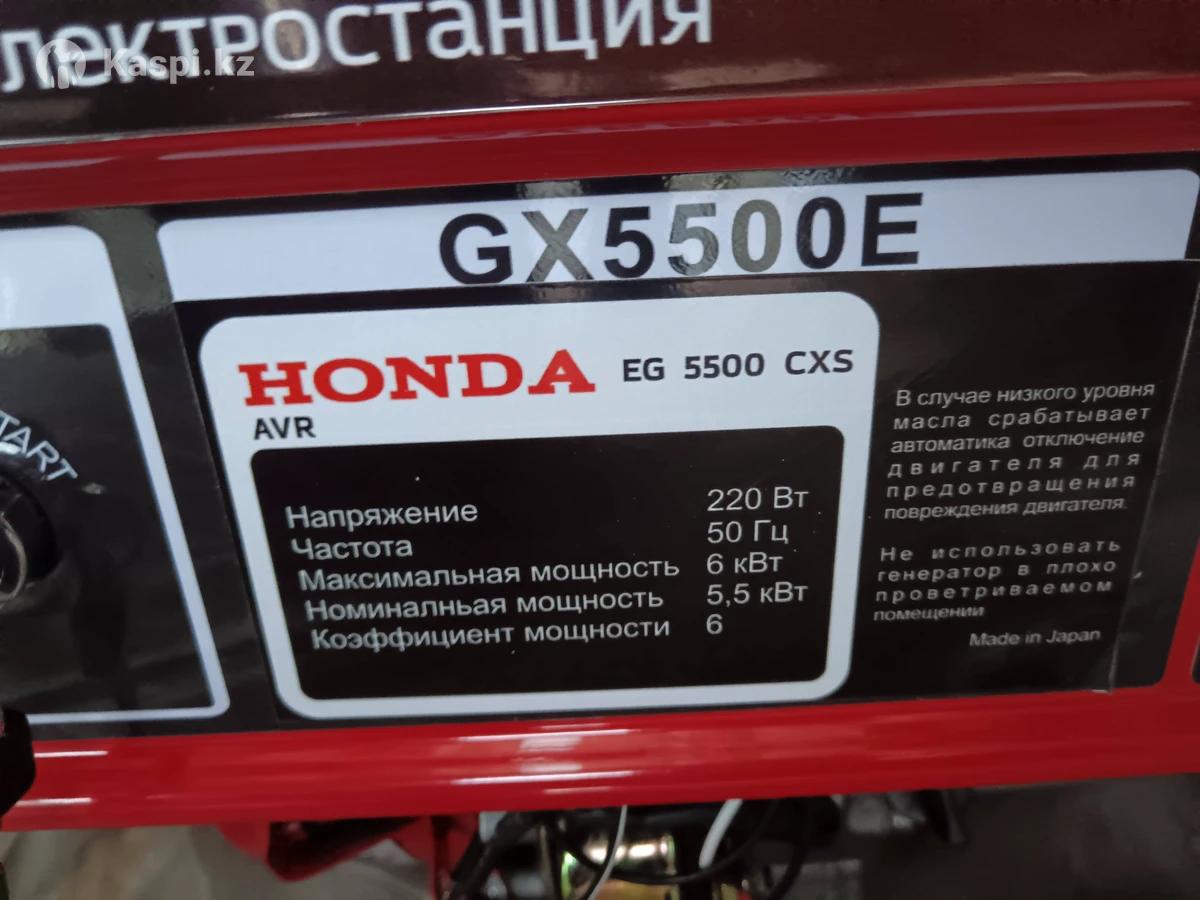 лектростанция
Kaspi.kz
GX5500E
HONDA EG 5500 CXS
AVR
Напряжение 220 Вт
Частота 50 Гц
Максимальная мощность 6 кВт
Номиналньая мощность 5,5 кВт
Коэффициент мощности 6
START
В случае низкого уровня
масла срабатывает
автоматика отключение
двигателя для
предотвращения
повреждения двигателя.
Не использовать
генератор в плохо
проветриваемом
помещении
Made in Japan